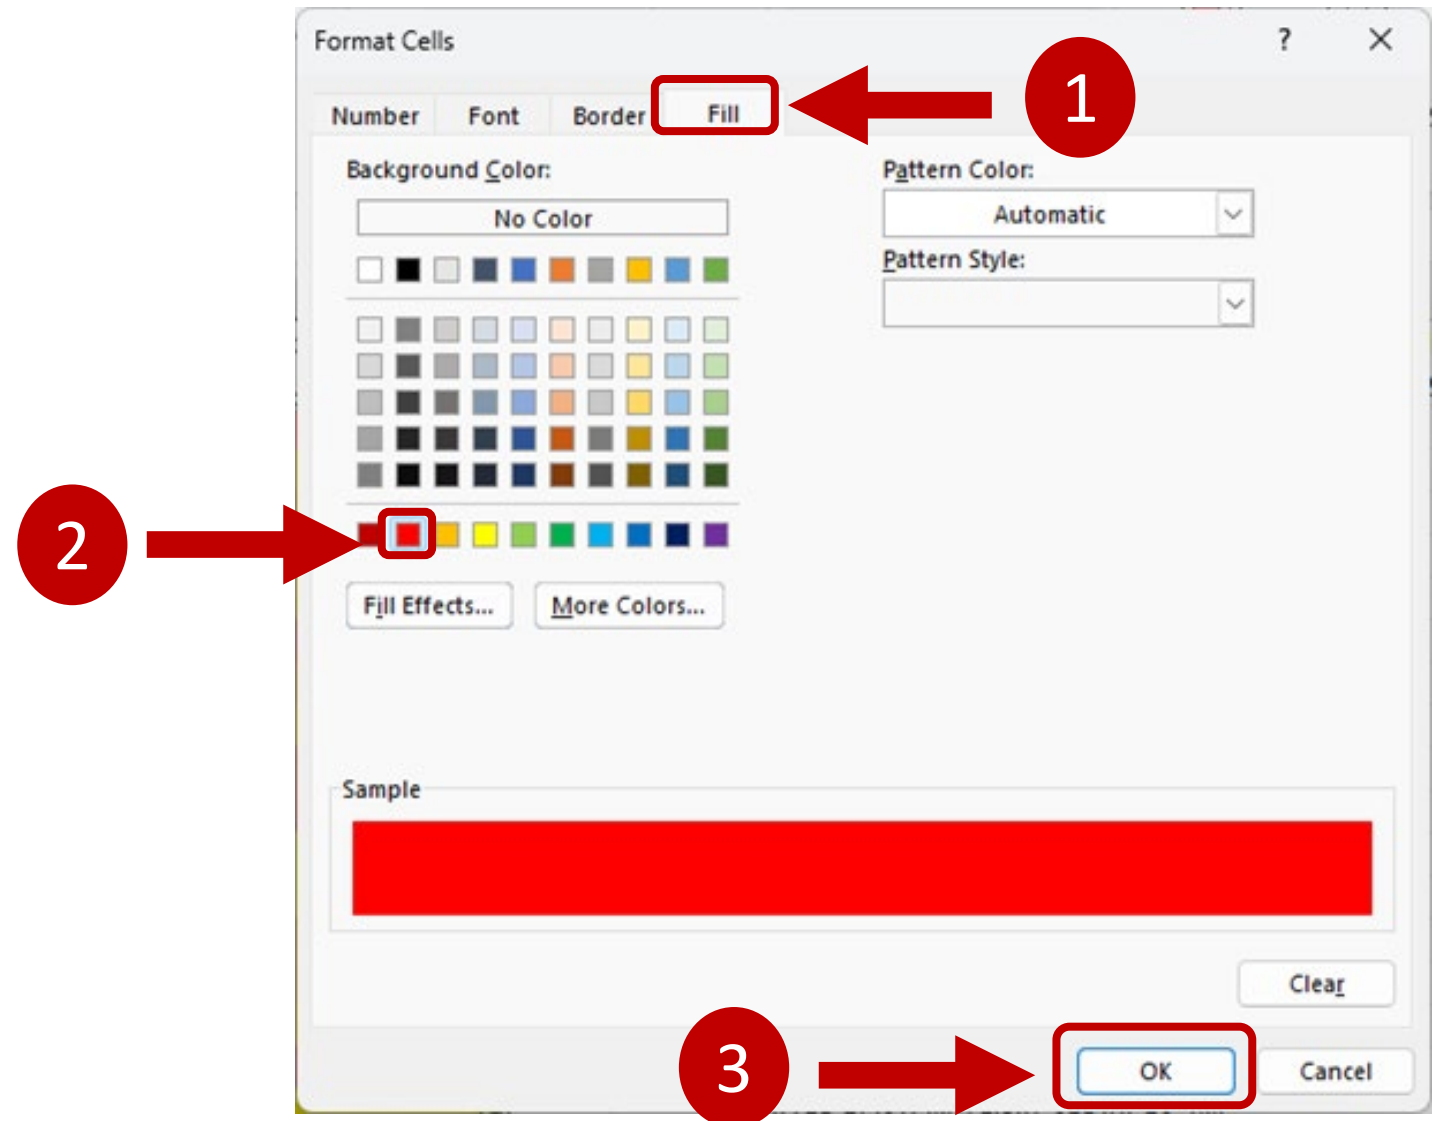 Format Cells ?
1
Number Font Border Fill
Background Color: Pattern Color:
No Color Automatic
Pattern Style:
2
Fill Effects... More Colors...
Sample
Clear
3 OK Cancel